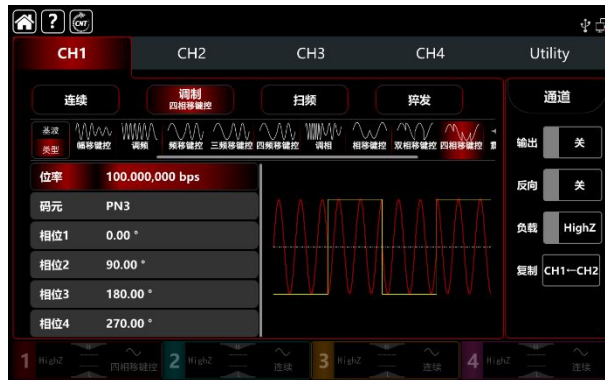 ? CNT
CH1 CH2 CH3 CH4 Utility
连续 调制 扫频 猝发 通道
四相移键控
基波
类型 幅移键控 调频 频移键控 三频移键控 四频移键控 调相 相移键控 双相移键控 四相移键控
输出 关
位率 100.000,000 bps
反向 关
码元 PN3
相位1 0.00 °
负载 HighZ
相位2 90.00 °
复制 CH1←CH2
相位3 180.00 °
相位4 270.00 °
1 HighZ 四相移键控 2 HighZ 连续 3 HighZ 连续 4 HighZ 连续